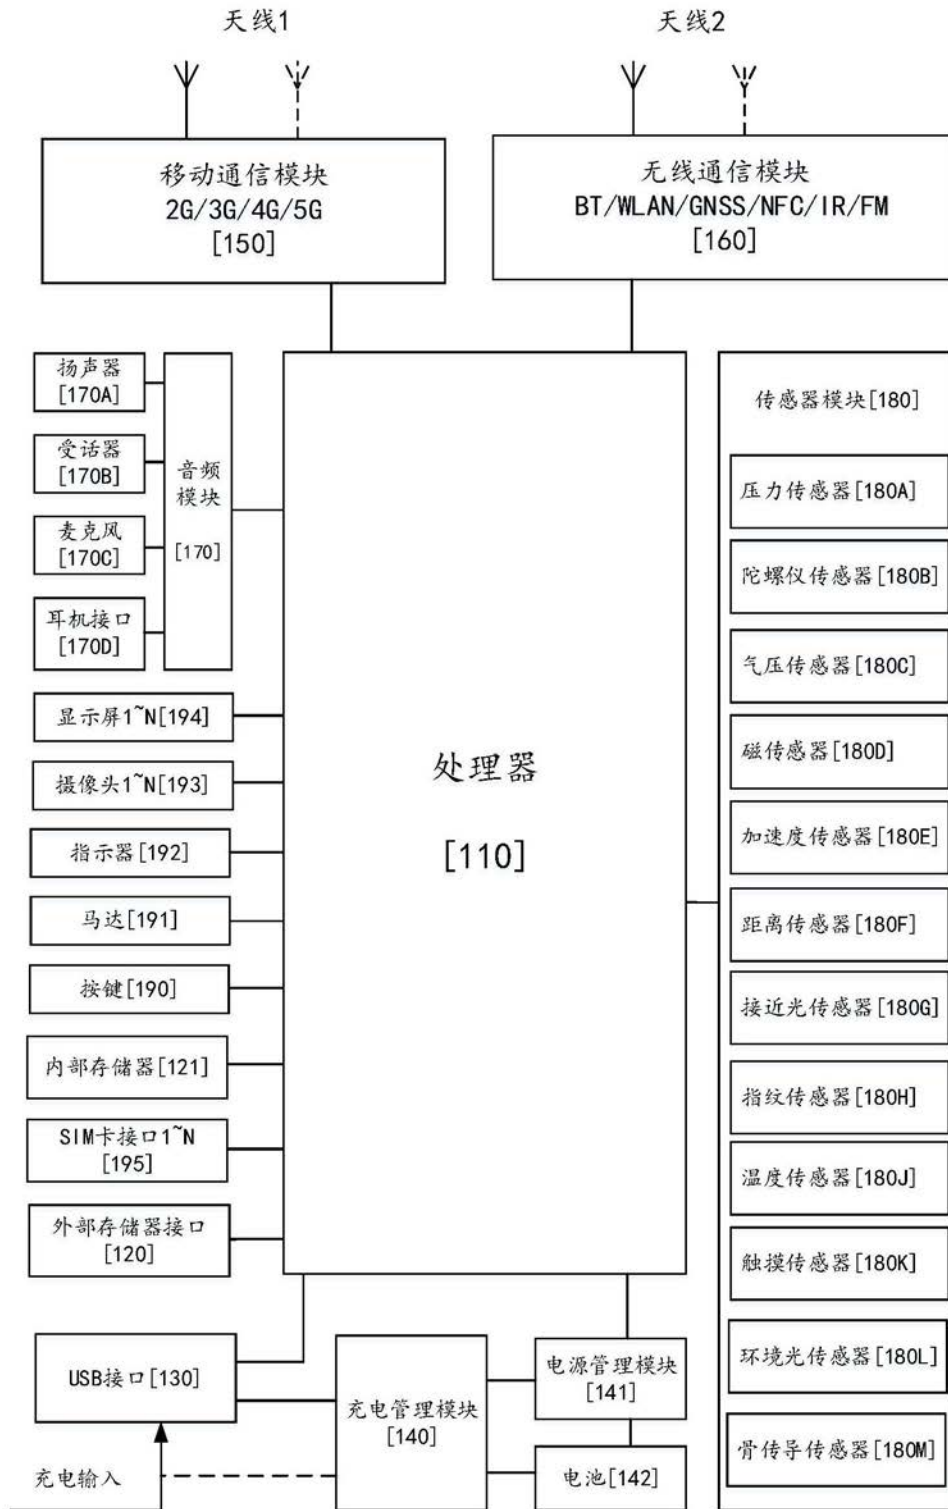 天线1
天线2
移动通信模块
2G/3G/4G/5G
[150]
无线通信模块
BT/WLAN/GNSS/NFC/IR/FM
[160]
扬声器
[170A]
受话器
[170B]
麦克风
[170C]
耳机接口
[170D]
音频
模块
[170]
显示屏1~N[194]
摄像头1~N[193]
指示器[192]
马达[191]
按键[190]
内部存储器[121]
SIM卡接口1~N
[195]
外部存储器接口
[120]
处理器
[110]
传感器模块[180]
压力传感器[180A]
陀螺仪传感器[180B]
气压传感器[180C]
磁传感器[180D]
加速度传感器[180E]
距离传感器[180F]
接近光传感器[180G]
指纹传感器[180H]
温度传感器[180J]
触摸传感器[180K]
环境光传感器[180L]
骨传导传感器[180M]
USB接口[130]
充电管理模块
[140]
电源管理模块
[141]
电池[142]
充电输入